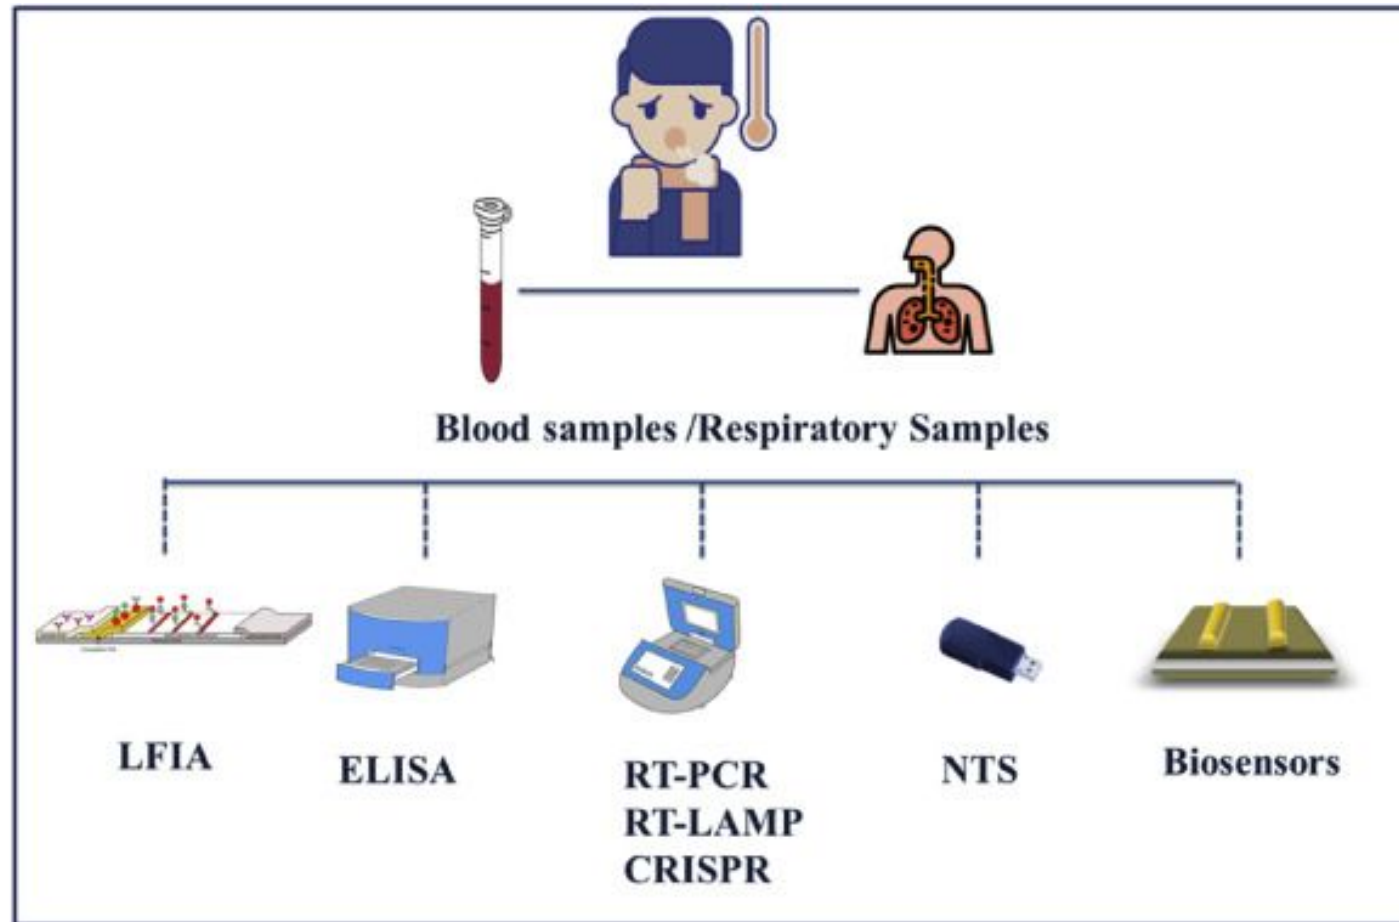 Blood samples /Respiratory Samples
LFIA
ELISA
RT-PCR
RT-LAMP
CRISPR
NTS
Biosensors